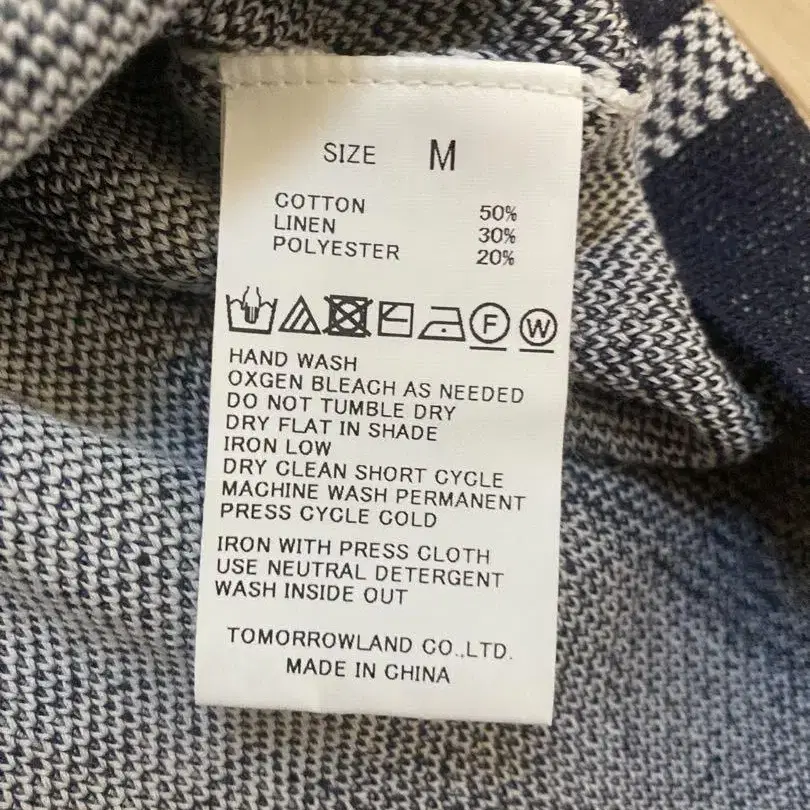 SIZE M
COTTON 50%
LINEN 30%
POLYESTER 20%
F W
HAND WASH
OXGEN BLEACH AS NEEDED
DO NOT TUMBLE DRY
DRY FLAT IN SHADE
IRON LOW
DRY CLEAN SHORT CYCLE
MACHINE WASH PERMANENT
PRESS CYCLE COLD
IRON WITH PRESS CLOTH
USE NEUTRAL DETERGENT
WASH INSIDE OUT
TOMORROWLAND CO.,LTD.
MADE IN CHINA